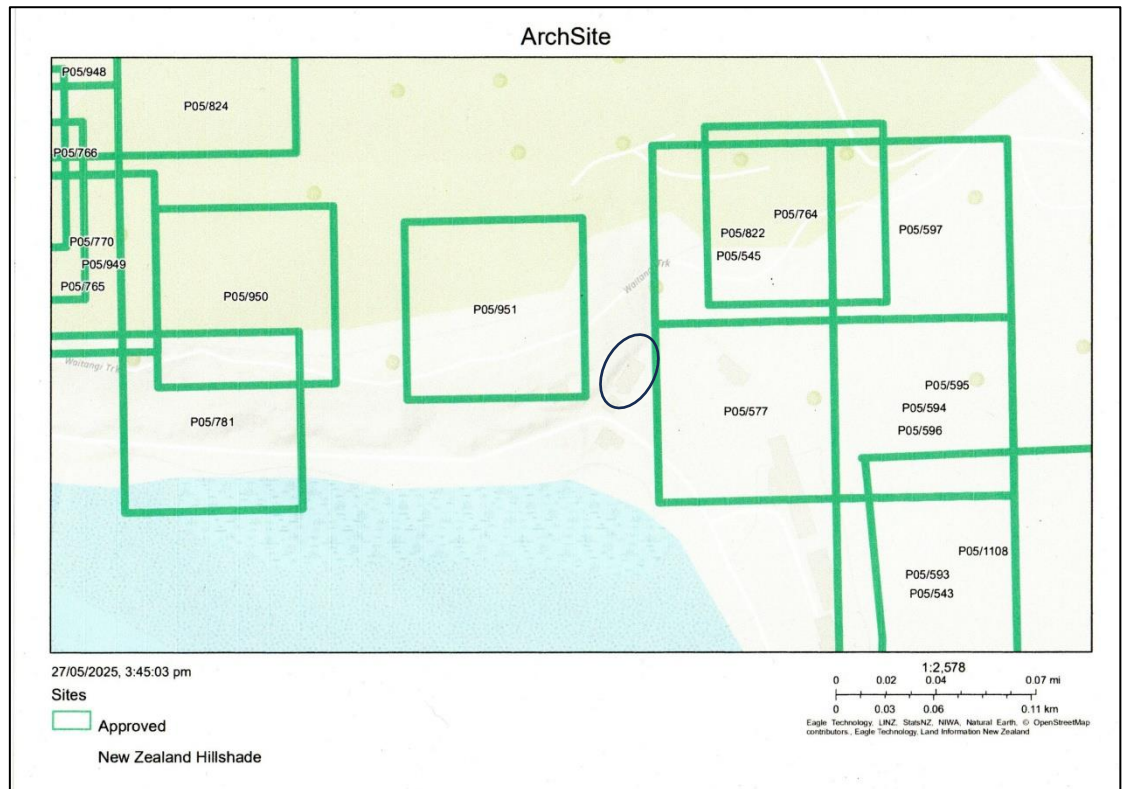 ArchSite
P05/948
P05/824
P05/766
P05/764
P05/822
P05/597
P05/770
P05/545
P05/949
Waitangi Trk
P05/765
P05/950
P05/951
Waitangi Trk
P05/595
P05/781
P05/577
P05/594
P05/596
P05/1108
P05/593
P05/543
27/05/2025, 3:45:03 pm
Sites
Approved
New Zealand Hillshade
1:2,578
0 0.02 0.04 0.07 mi
0 0.03 0.06 0.11 km
Eagle Technology, LINZ, StatsNZ, NIWA, Natural Earth, © OpenStreetMap
contributors., Eagle Technology, Land Information New Zealand